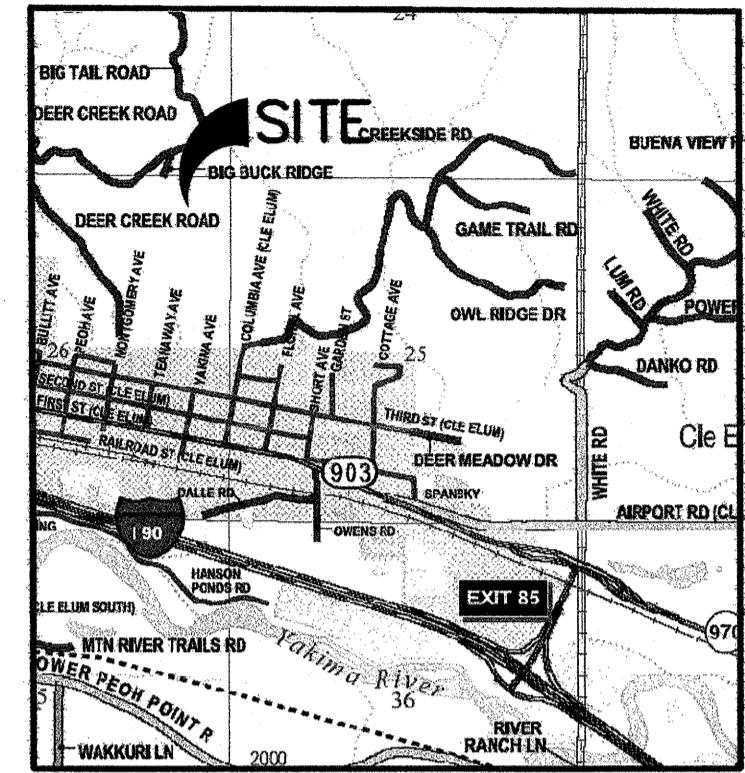 24
BIG TAIL ROAD
DEER CREEK ROAD
SITE
CREEKSIDE RD
BUENA VIEW
BIG BUCK RIDGE
DEER CREEK ROAD
GAME TRAIL RD
WHITE RD
LUM RD
OWL RIDGE DR
POWER
DANKO RD
BULLITT AVE
PEOH AVE
MONTGOMERY AVE
TEANAWAY AVE
YAKIMA AVE
COLUMBIA AVE (CLE ELUM)
AVE
SHORT AVE
GARDEN ST
COTTAGE AVE
26
25
SECOND ST (CLE ELUM)
FIRST ST (CLE ELUM)
RAILROAD ST (CLE ELUM)
THIRD ST (CLE ELUM)
DEER MEADOW DR
903
Cle E
WHITE RD
DALLE RD
SPANSKY
OWENS RD
AIRPORT RD (CL
ING
I 90
HANSON
PONDS RD
EXIT 85
CLE ELUM SOUTH)
970
MTN RIVER TRAILS RD
Yakima River
36
OWER PEOH POINT R
5
RIVER
RANCH LN
WAKKURI LN
2000